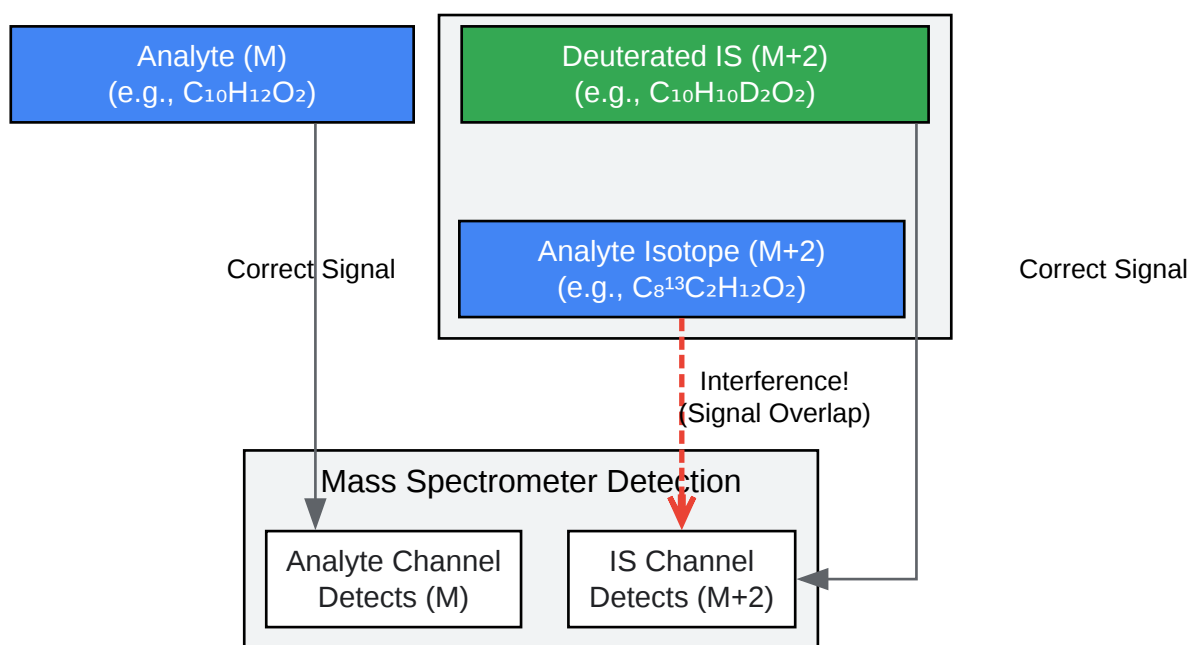 Analyte (M)
(e.g., C₁₀H₁₂O₂)
Deuterated IS (M+2)
(e.g., C₁₀H₁₀D₂O₂)
Analyte Isotope (M+2)
(e.g., C₈¹³C₂H₁₂O₂)
Correct Signal
Correct Signal
Interference!
(Signal Overlap)
Mass Spectrometer Detection
Analyte Channel
Detects (M)
IS Channel
Detects (M+2)